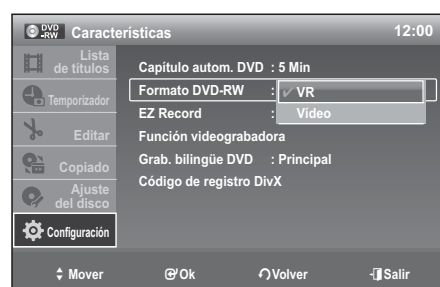 DVD -RW Características 12:00
Lista de títulos
Temporizador
Editar
Copiado
Ajuste del disco
Configuración
Capítulo autom. DVD : 5 Min
Formato DVD-RW : ✓ VR
Video
EZ Record :
Función videograbadora
Grab. bilingüe DVD : Principal
Código de registro DivX
Mover Ok Volver Salir